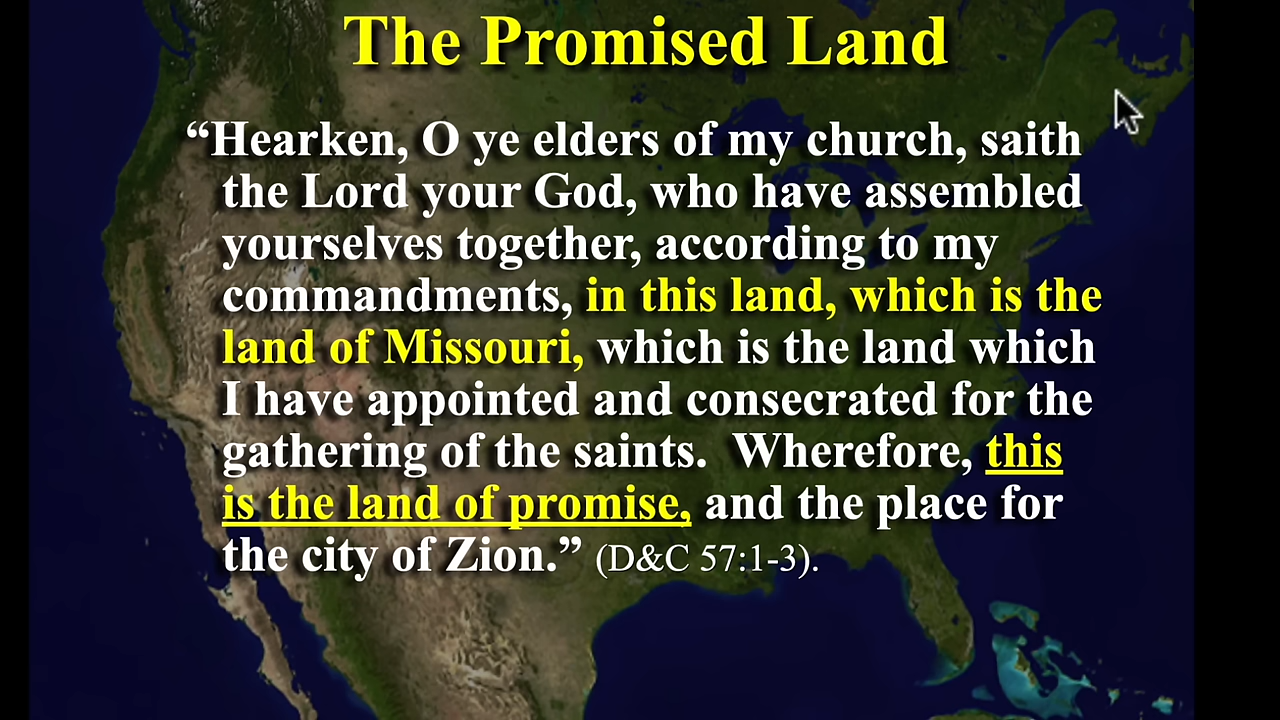 The Promised Land
“Hearken, O ye elders of my church, saith
the Lord your God, who have assembled
yourselves together, according to my
commandments, in this land, which is the
land of Missouri, which is the land which
I have appointed and consecrated for the
gathering of the saints.  Wherefore, this
is the land of promise, and the place for
the city of Zion.” (D&C 57:1-3).